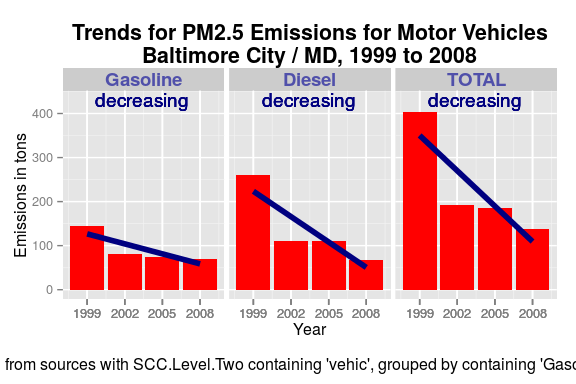 Trends for PM2.5 Emissions for Motor Vehicles
Baltimore City / MD, 1999 to 2008
Gasoline Diesel TOTAL
decreasing decreasing decreasing
Emissions in tons
400
300
200
100
0
1999 2002 2005 2008 1999 2002 2005 2008 1999 2002 2005 2008
Year
from sources with SCC.Level.Two containing 'vehic', grouped by containing 'Gaso